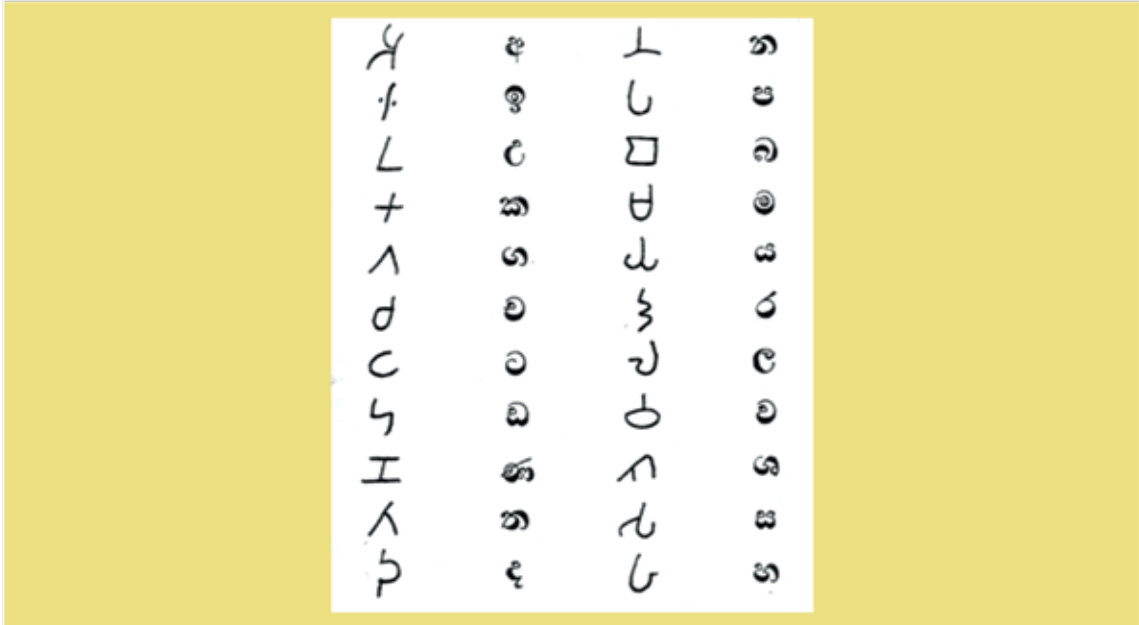 𑀅 අ 𑀦 න
𑀇 ඉ 𑀧 ප
𑀉 උ 𑀩 බ
𑀓 ක 𑀫 ම
𑀕 ග 𑀬 ය
𑀘 ච 𑀭 ර
𑀝 ට 𑀮 ල
𑀟 ඩ 𑀯 ව
𑀡 ණ 𑀰 ශ
𑀢 ත 𑀲 ස
𑀤 ද 𑀳 හ